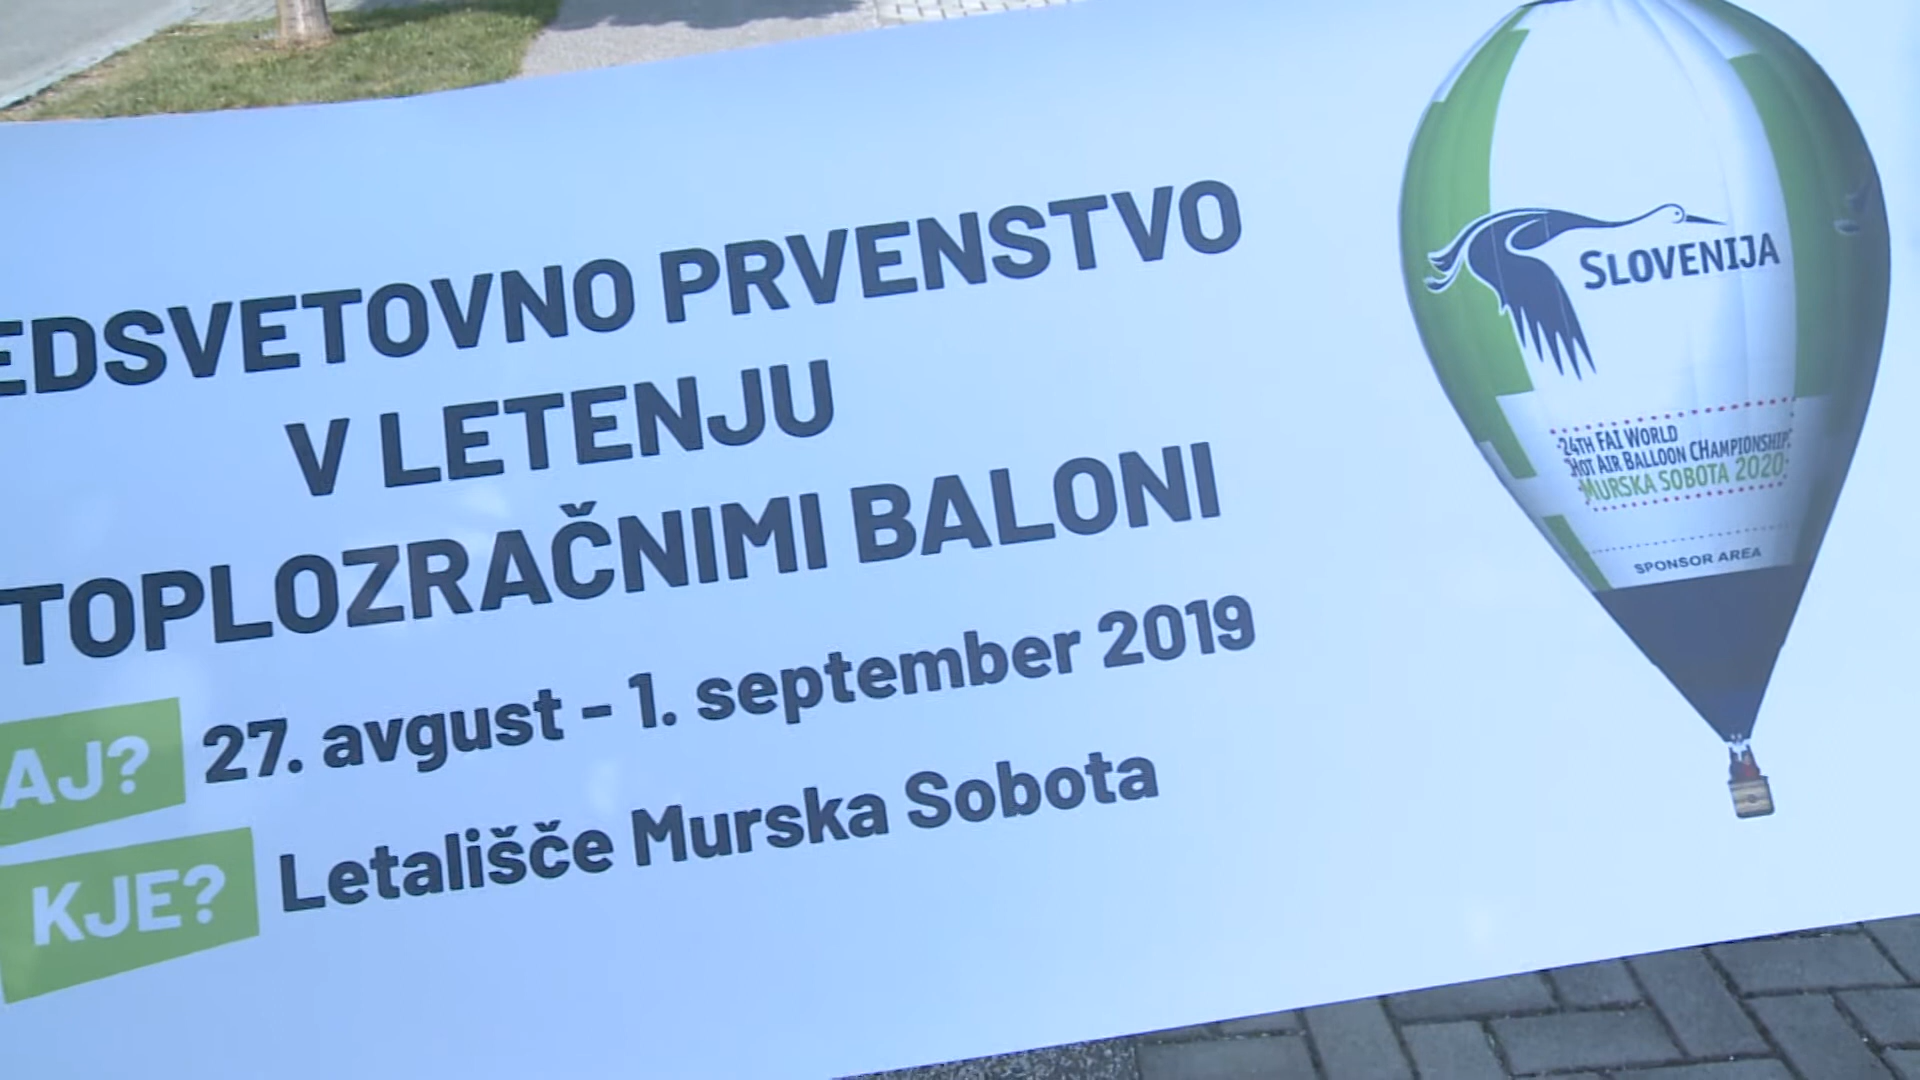 EDSVETOVNO PRVENSTVO
V LETENJU
TOPLOZRAČNIMI BALONI
AJ? 27. avgust - 1. september 2019
KJE? Letališče Murska Sobota
SLOVENIJA
24TH FAI WORLD
HOT AIR BALLOON CHAMPIONSHIP
MURSKA SOBOTA 2020
SPONSOR AREA